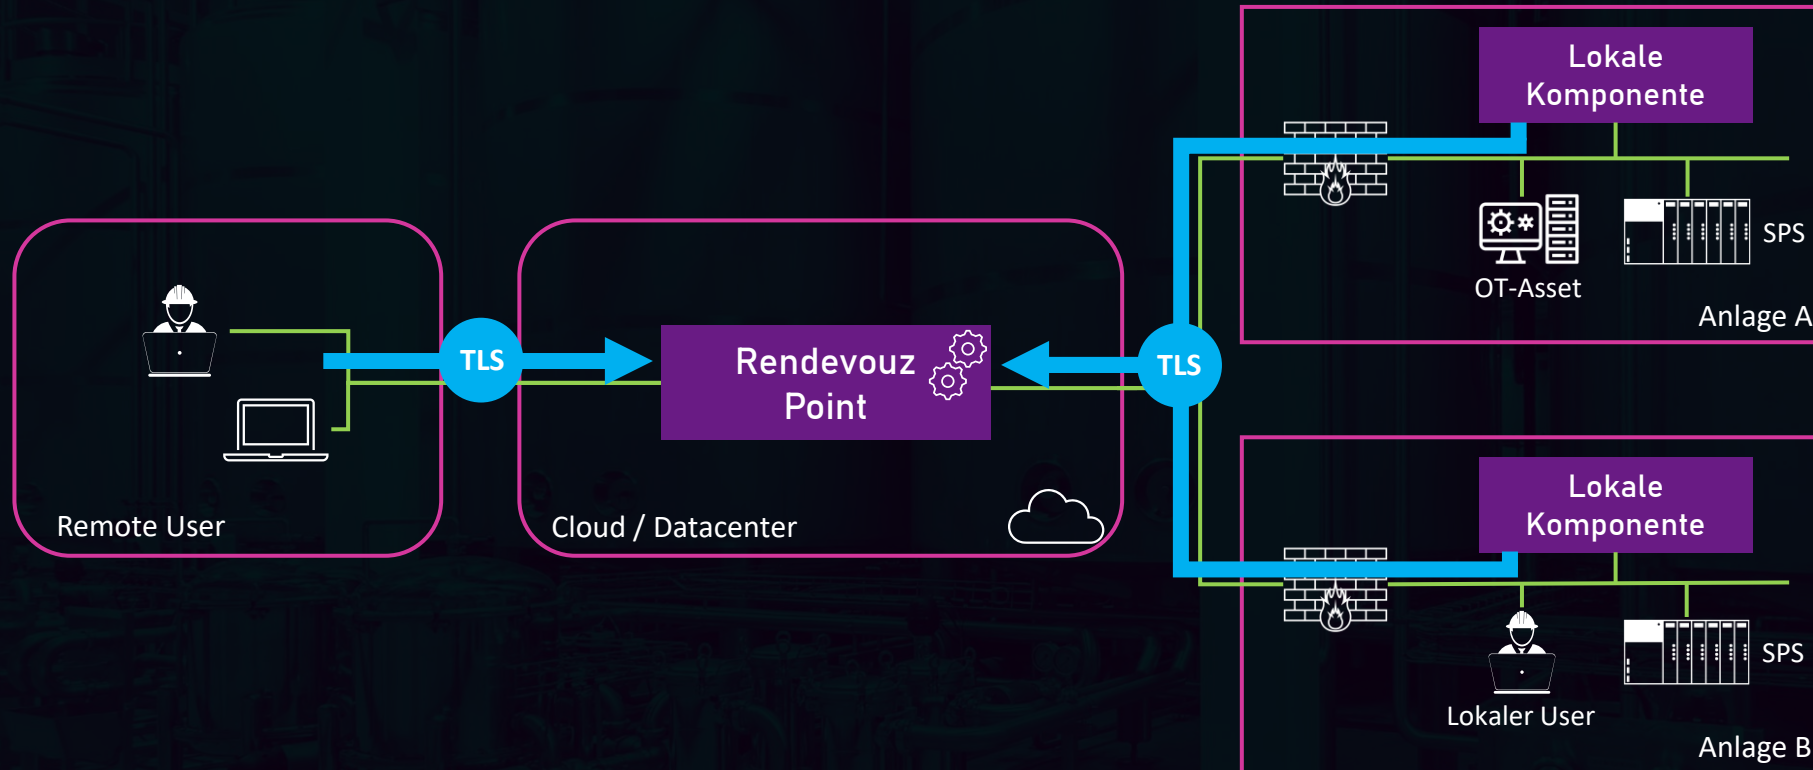 Remote User
TLS
Rendevouz
Point
Cloud / Datacenter
TLS
Lokale
Komponente
OT-Asset
SPS
Anlage A
Lokale
Komponente
Lokaler User
SPS
Anlage B